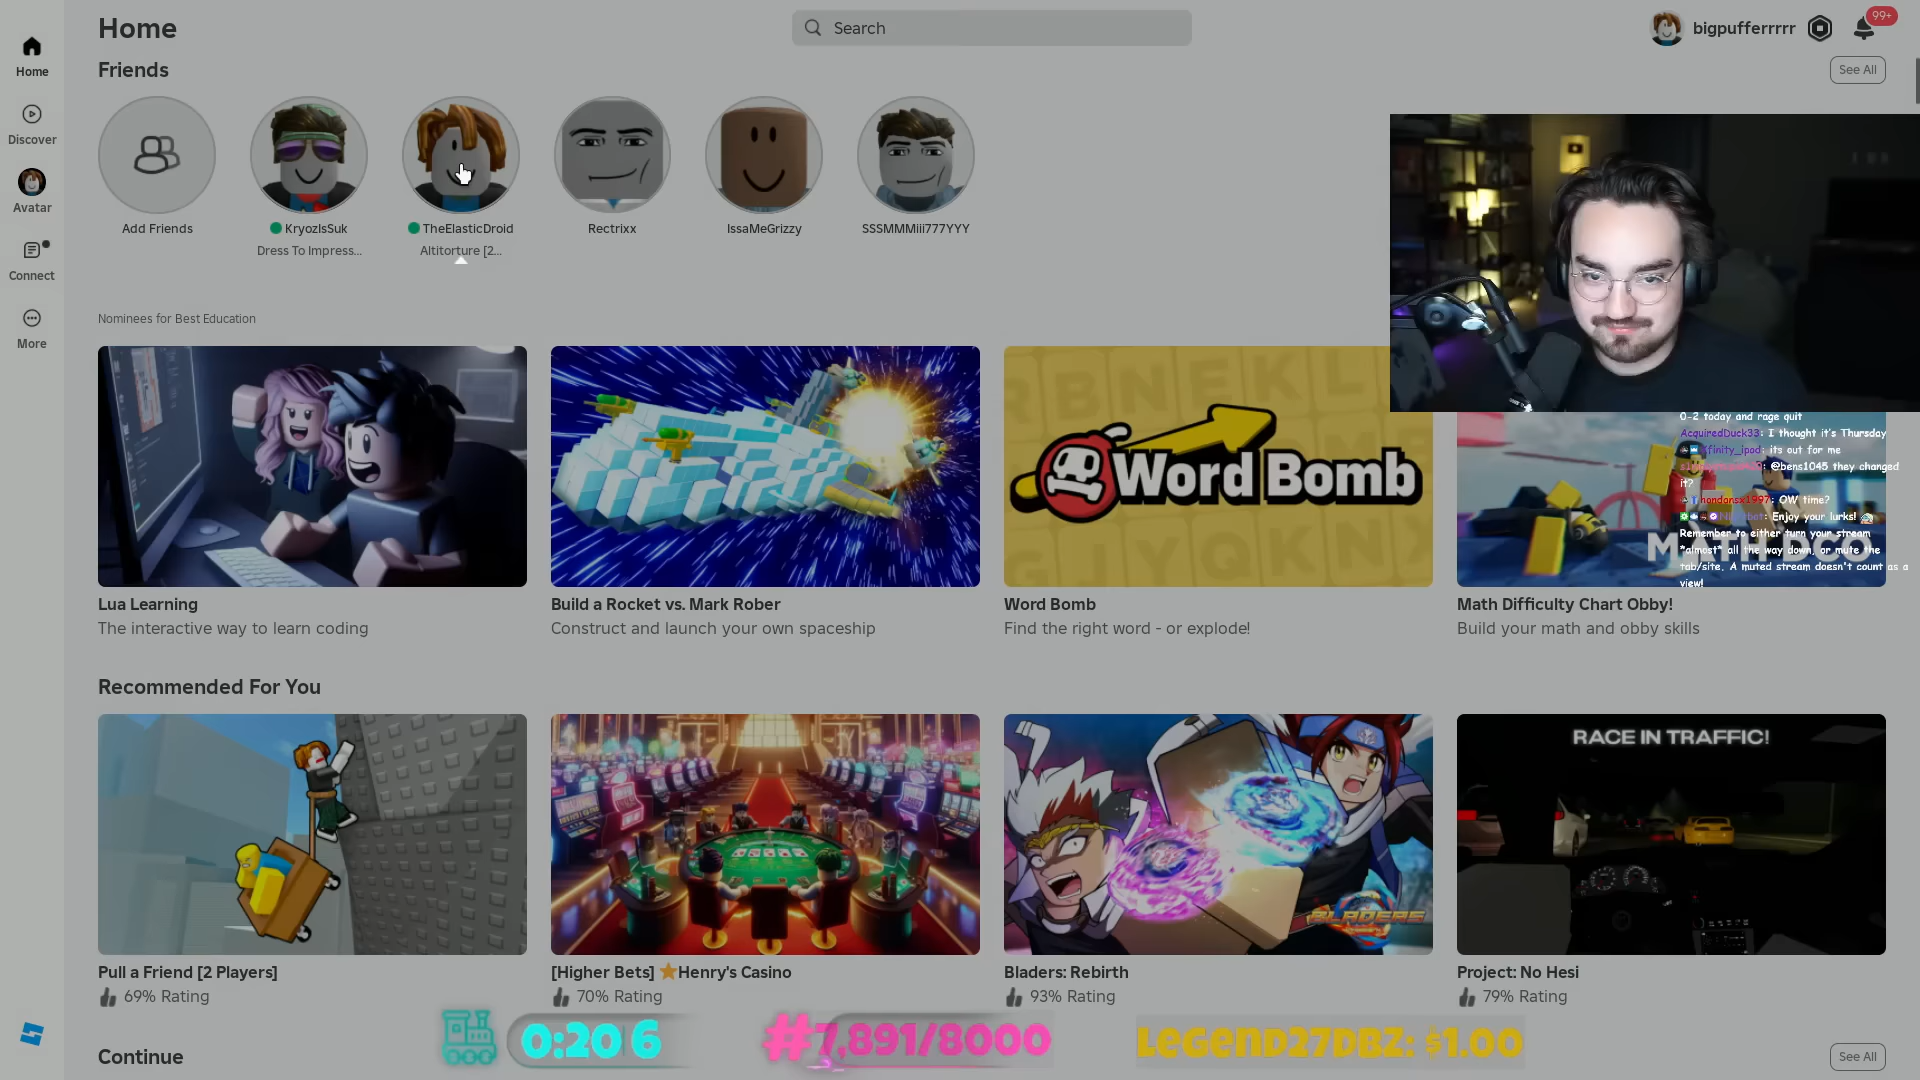 Home
Search
bigpufferrrrr
99+
Home
Discover
Avatar
Connect
More
Friends
See All
Add Friends
KryozIsSuk
Dress To Impress...
TheElasticDroid
Altitorture [2...
Rectrixx
IssaMeGrizzy
SSSMMMiii777YYY
Nominees for Best Education
Word Bomb
0-2 today and rage quit
AcquiredDuck33: I thought it's Thursday
its out for me
@bens1045 they changed
it?
OW time?
Enjoy your lurks!
Remember to either turn your stream
*almost* all the way down, or mute the
tab/site. A muted stream doesn't count as a
view!
Lua Learning
The interactive way to learn coding
Build a Rocket vs. Mark Rober
Construct and launch your own spaceship
Word Bomb
Find the right word - or explode!
Math Difficulty Chart Obby!
Build your math and obby skills
Recommended For You
BLADERS
RACE IN TRAFFIC!
Pull a Friend [2 Players]
69% Rating
[Higher Bets] ⭐Henry's Casino
70% Rating
Bladers: Rebirth
93% Rating
Project: No Hesi
79% Rating
0:20 6
#7,891/8000
Legend27DBZ: $1.00
Continue
See All